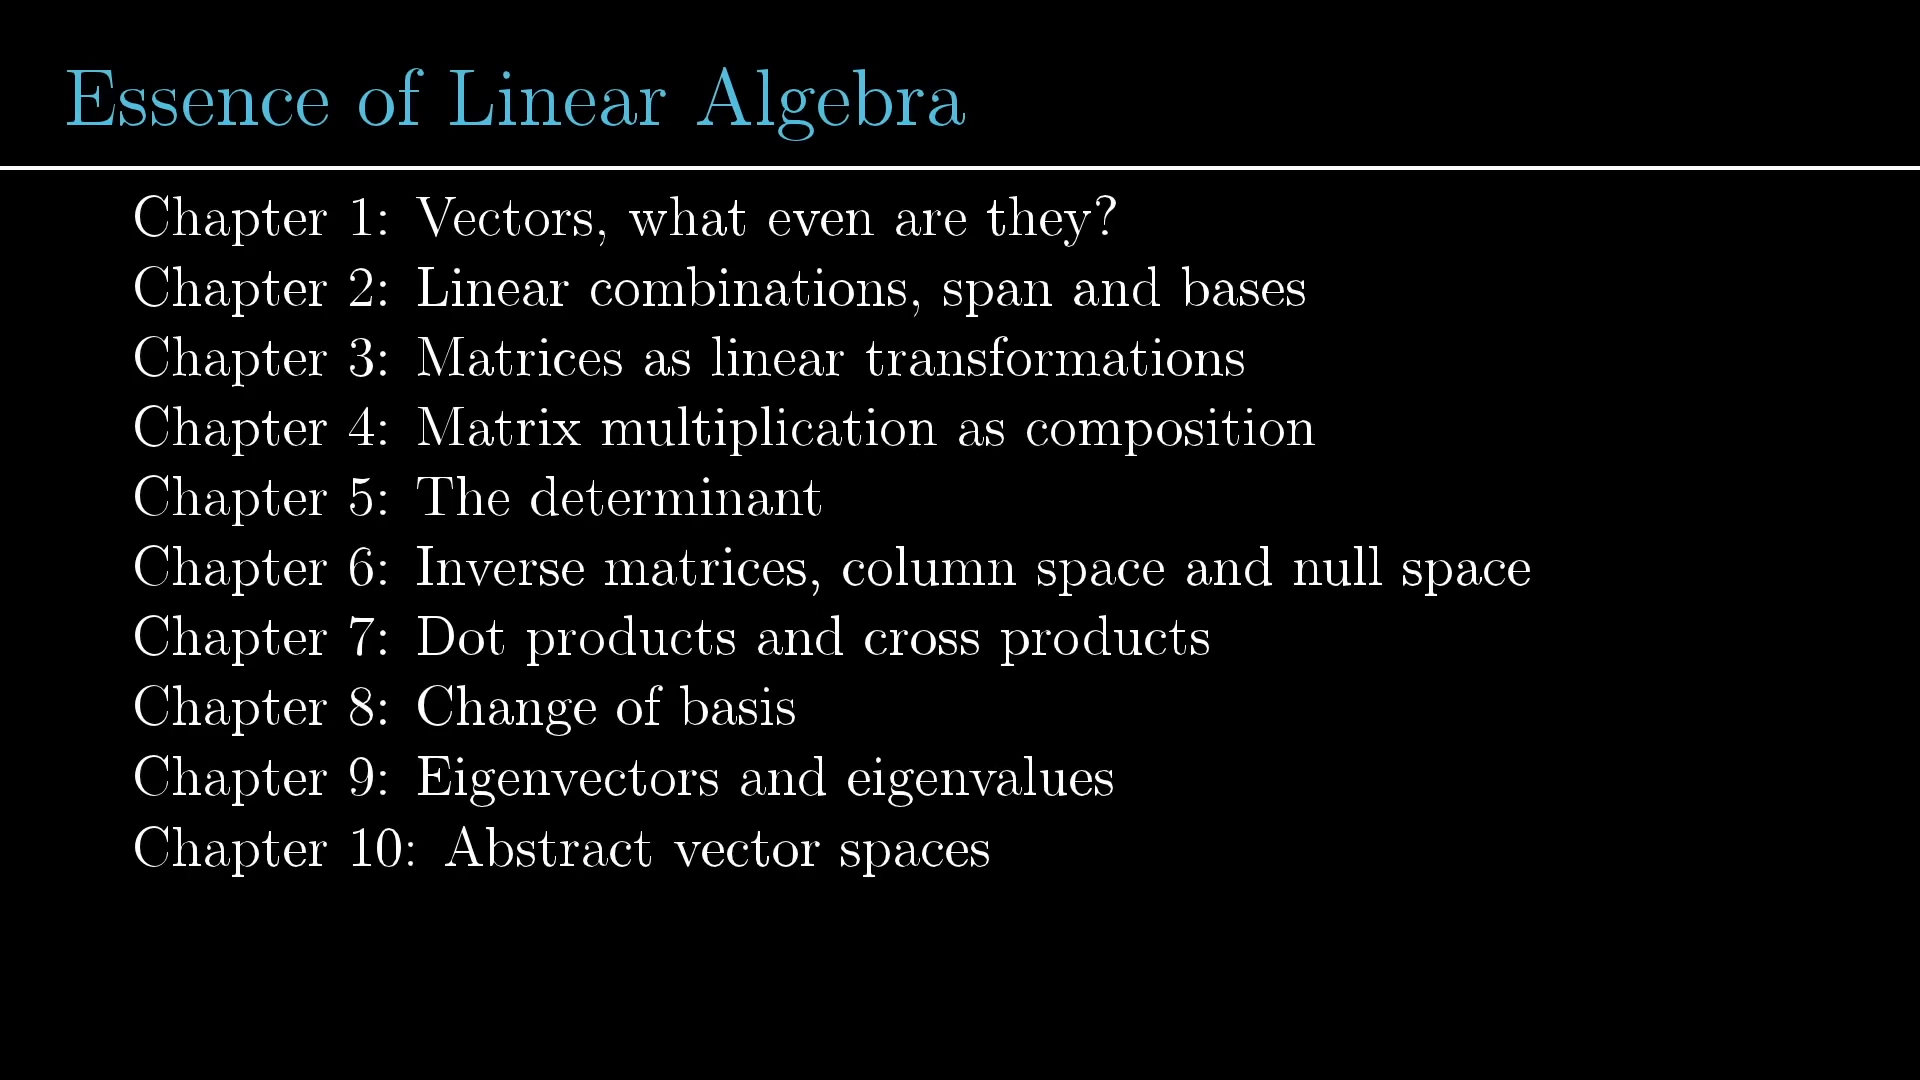 Essence of Linear Algebra
Chapter 1: Vectors, what even are they?
Chapter 2: Linear combinations, span and bases
Chapter 3: Matrices as linear transformations
Chapter 4: Matrix multiplication as composition
Chapter 5: The determinant
Chapter 6: Inverse matrices, column space and null space
Chapter 7: Dot products and cross products
Chapter 8: Change of basis
Chapter 9: Eigenvectors and eigenvalues
Chapter 10: Abstract vector spaces